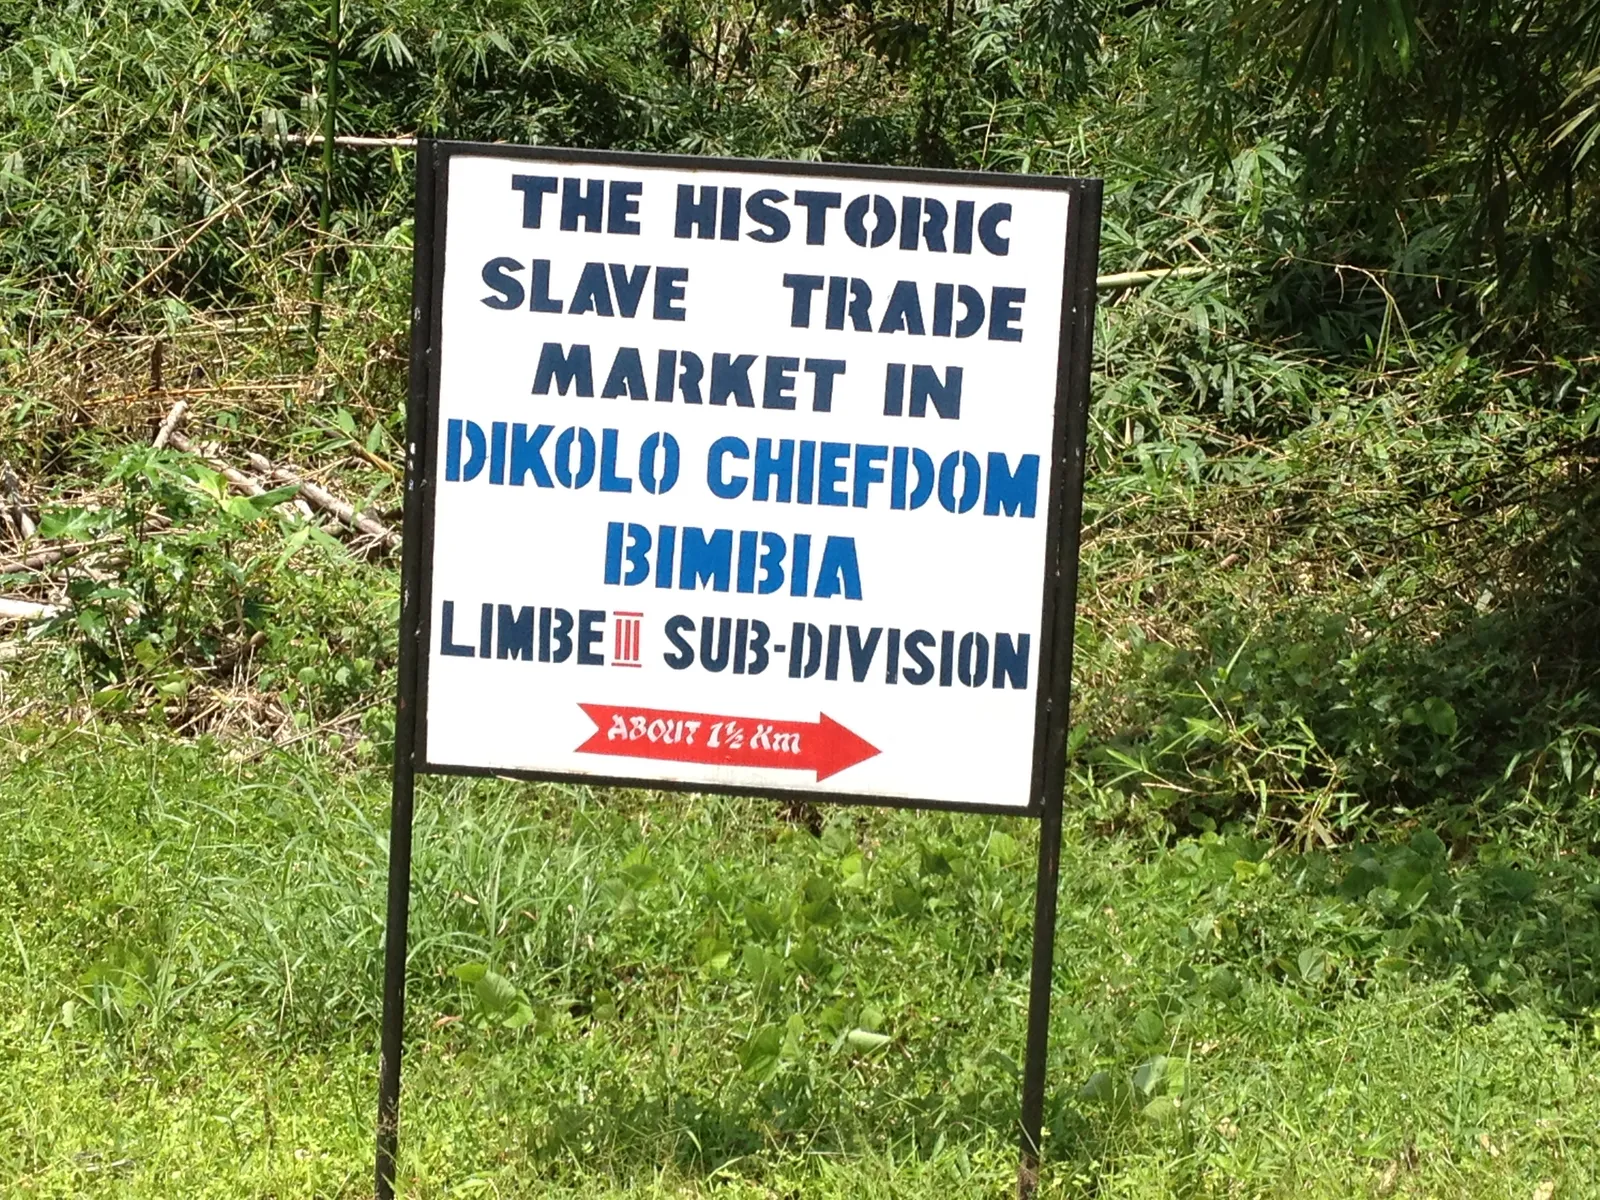 THE HISTORIC
SLAVE TRADE
MARKET IN
DIKOLO CHIEFDOM
BIMBIA
LIMBE III SUB-DIVISION
ABOUT 1½ Km